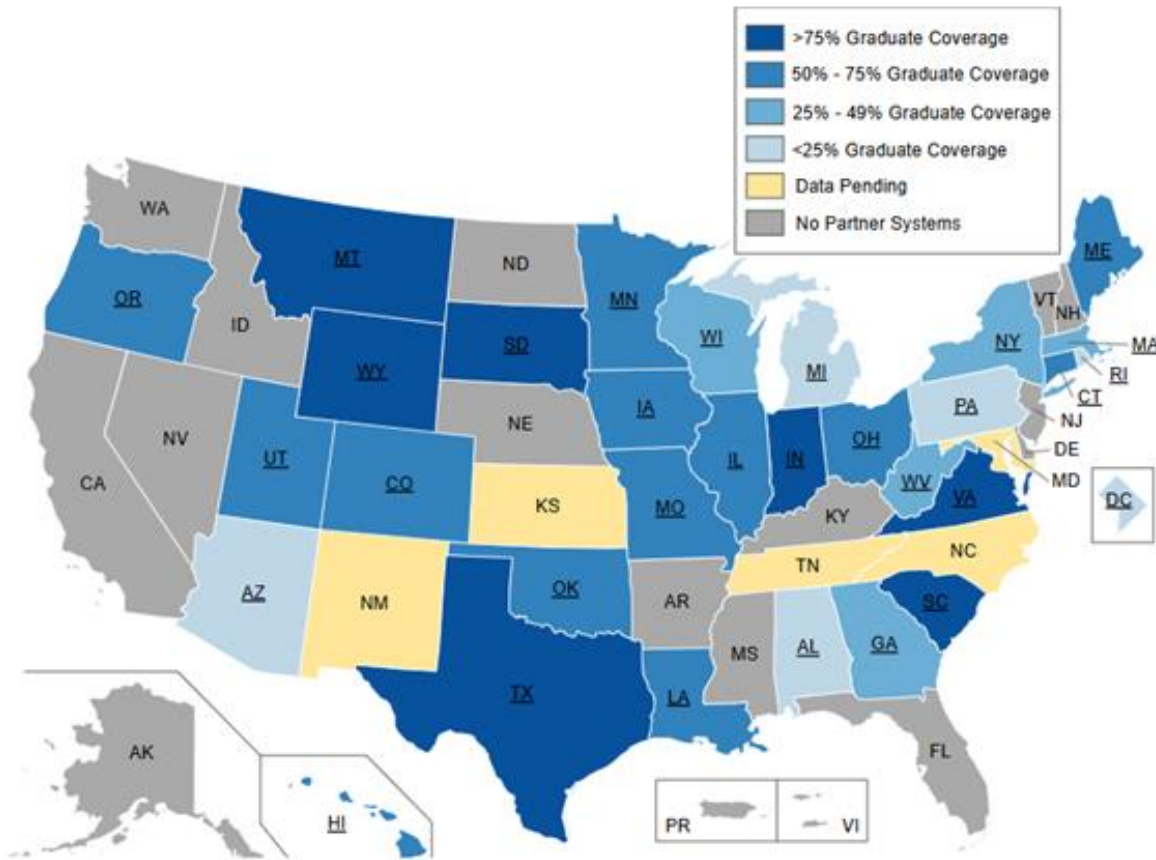 >75% Graduate Coverage
50% - 75% Graduate Coverage
25% - 49% Graduate Coverage
<25% Graduate Coverage
Data Pending
No Partner Systems
WA
MT
ND
MN
ME
OR
ID
WY
SD
WI
MI
NY
VT
NH
MA
RI
CT
NV
NE
IA
PA
NJ
CA
UT
CO
KS
MO
IL
IN
OH
WV
VA
DE
MD
DC
KY
AZ
NM
OK
AR
TN
NC
SC
TX
LA
MS
AL
GA
FL
AK
HI
PR
VI